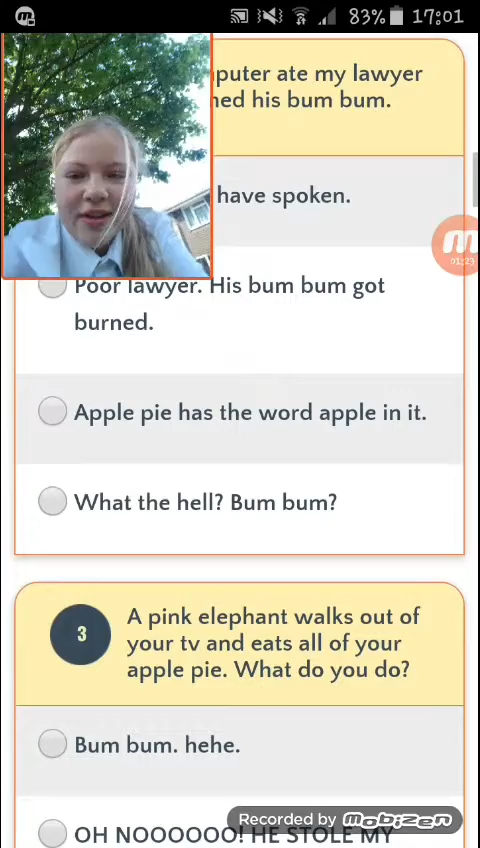 83% 17:01
ate my lawyer
his bum bum.
have spoken.
01:23
Poor lawyer. His bum bum got
burned.
Apple pie has the word apple in it.
What the hell? Bum bum?
3
A pink elephant walks out of
your tv and eats all of your
apple pie. What do you do?
Bum bum. hehe.
OH NOOOOOO! HE STOLE MY
Recorded by mobizen